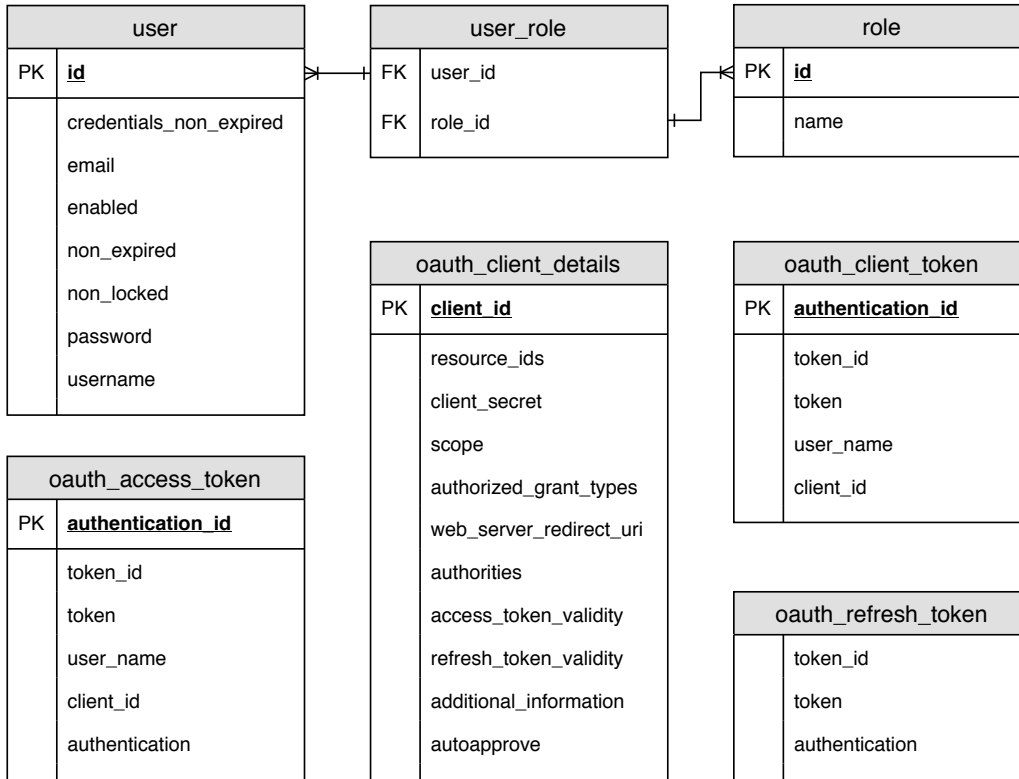 user
PK id
credentials_non_expired
email
enabled
non_expired
non_locked
password
username
user_role
FK user_id
FK role_id
role
PK id
name
oauth_client_details
PK client_id
resource_ids
client_secret
scope
authorized_grant_types
web_server_redirect_uri
authorities
access_token_validity
refresh_token_validity
additional_information
autoapprove
oauth_client_token
PK authentication_id
token_id
token
user_name
client_id
oauth_access_token
PK authentication_id
token_id
token
user_name
client_id
authentication
oauth_refresh_token
token_id
token
authentication